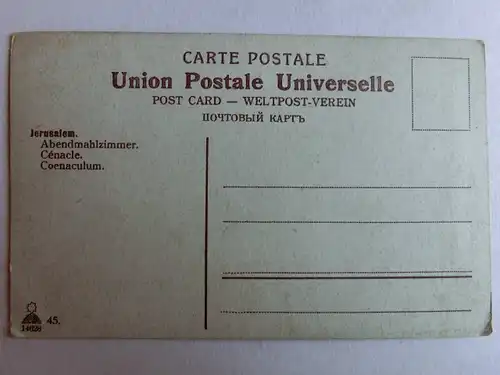 CARTE POSTALE
Union Postale Universelle
POST CARD — WELTPOST-VEREIN
ПОЧТОВЫЙ КАРТЪ
Jerusalem.
Abendmahlzimmer.
Cénacle.
Coenaculum.
45.